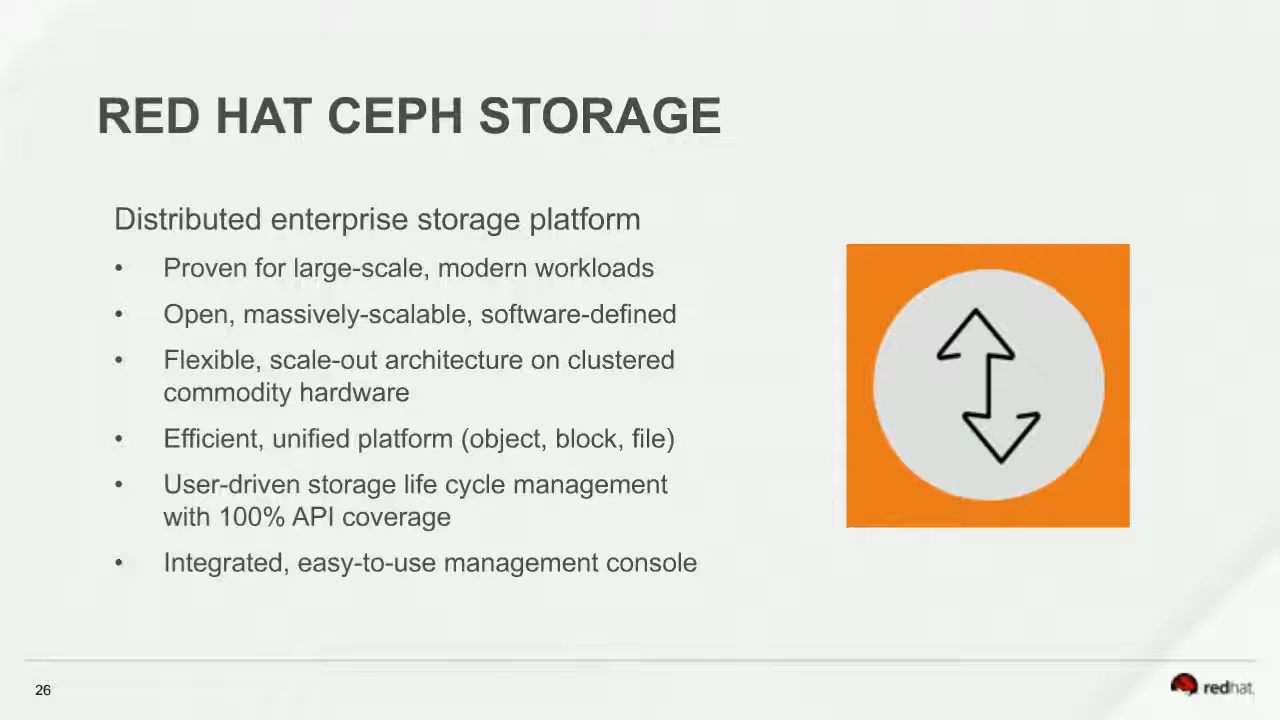 RED HAT CEPH STORAGE
Distributed enterprise storage platform
• Proven for large-scale, modern workloads
• Open, massively-scalable, software-defined
• Flexible, scale-out architecture on clustered
commodity hardware
• Efficient, unified platform (object, block, file)
• User-driven storage life cycle management
with 100% API coverage
• Integrated, easy-to-use management console
26
redhat.